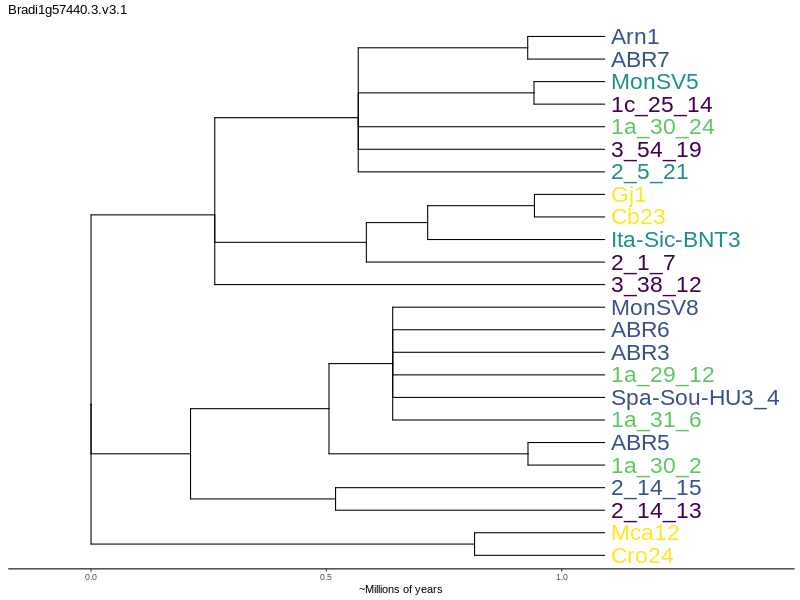 Bradi1g57440.3.v3.1
Arn1
ABR7
MonSV5
1c_25_14
1a_30_24
3_54_19
2_5_21
Gj1
Cb23
Ita-Sic-BNT3
2_1_7
3_38_12
MonSV8
ABR6
ABR3
1a_29_12
Spa-Sou-HU3_4
1a_31_6
ABR5
1a_30_2
2_14_15
2_14_13
Mca12
Cro24
0.0 0.5 1.0
~Millions of years